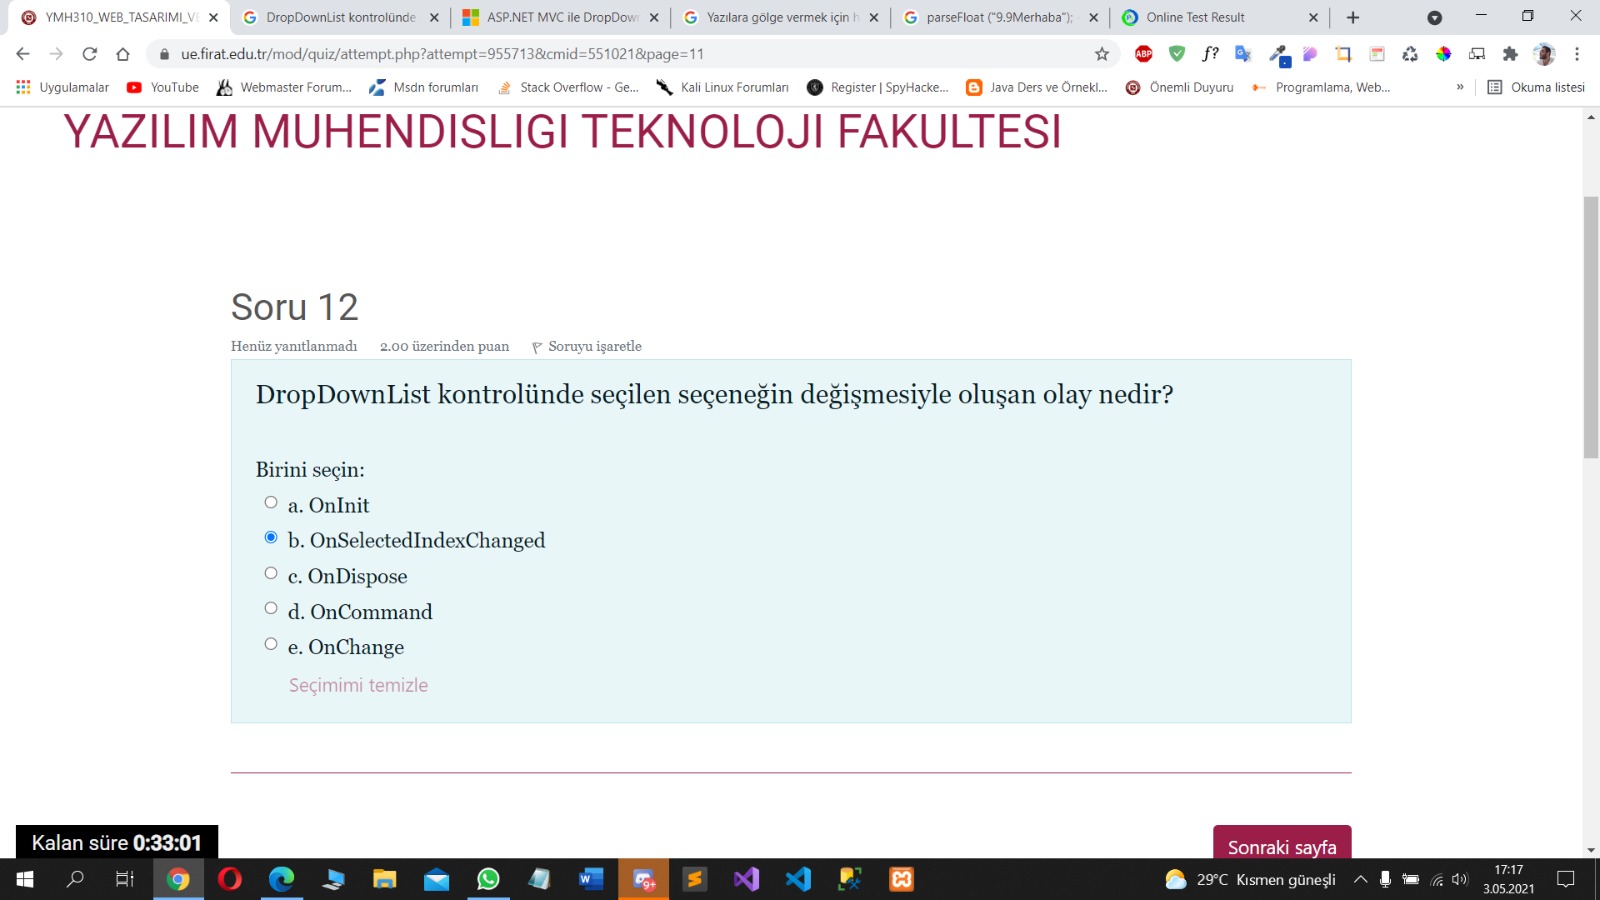 YMH310_WEB_TASARIMI_VE
DropDownList kontrolünde
ASP.NET MVC ile DropDown
Yazılara gölge vermek için h
parseFloat ("9.9Merhaba");
Online Test Result
ue.firat.edu.tr/mod/quiz/attempt.php?attempt=955713&cmid=551021&page=11
ABP
f?
Uygulamalar
YouTube
Webmaster Forum...
Msdn forumları
Stack Overflow - Ge...
Kali Linux Forumları
Register | SpyHacke...
Java Ders ve Örnekl...
Önemli Duyuru
Programlama, Web...
»
Okuma listesi
YAZILIM MUHENDISLIGI TEKNOLOJI FAKULTESI
Soru 12
Henüz yanıtlanmadı 2.00 üzerinden puan Soruyu işaretle
DropDownList kontrolünde seçilen seçeneğin değişmesiyle oluşan olay nedir?
Birini seçin:
a. OnInit
b. OnSelectedIndexChanged
c. OnDispose
d. OnCommand
e. OnChange
Seçimimi temizle
Kalan süre 0:33:01
Sonraki sayfa
9+
29°C Kısmen güneşli
17:17
3.05.2021